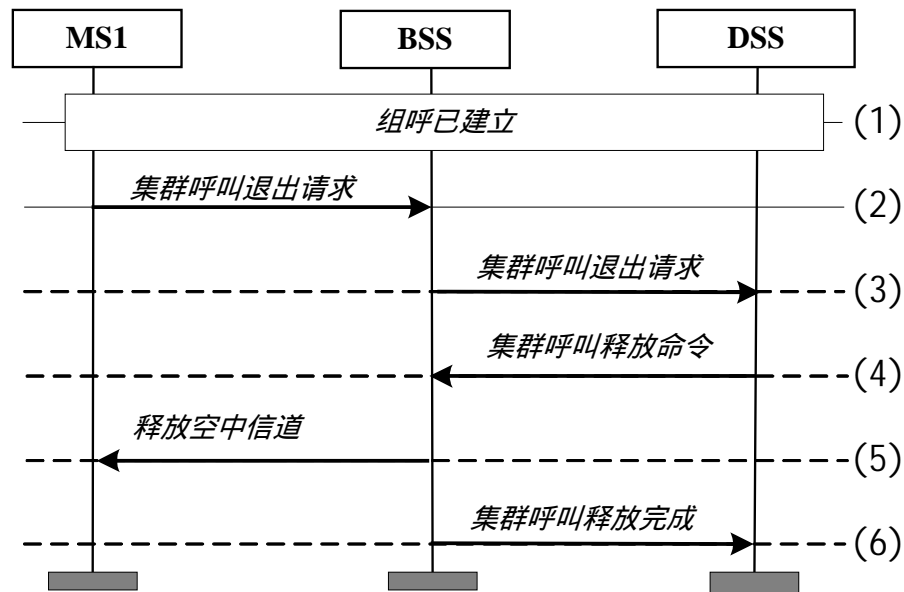 MS1 BSS DSS
组呼已建立 (1)
集群呼叫退出请求
(2)
集群呼叫退出请求
(3)
集群呼叫释放命令
(4)
释放空中信道
(5)
集群呼叫释放完成
(6)